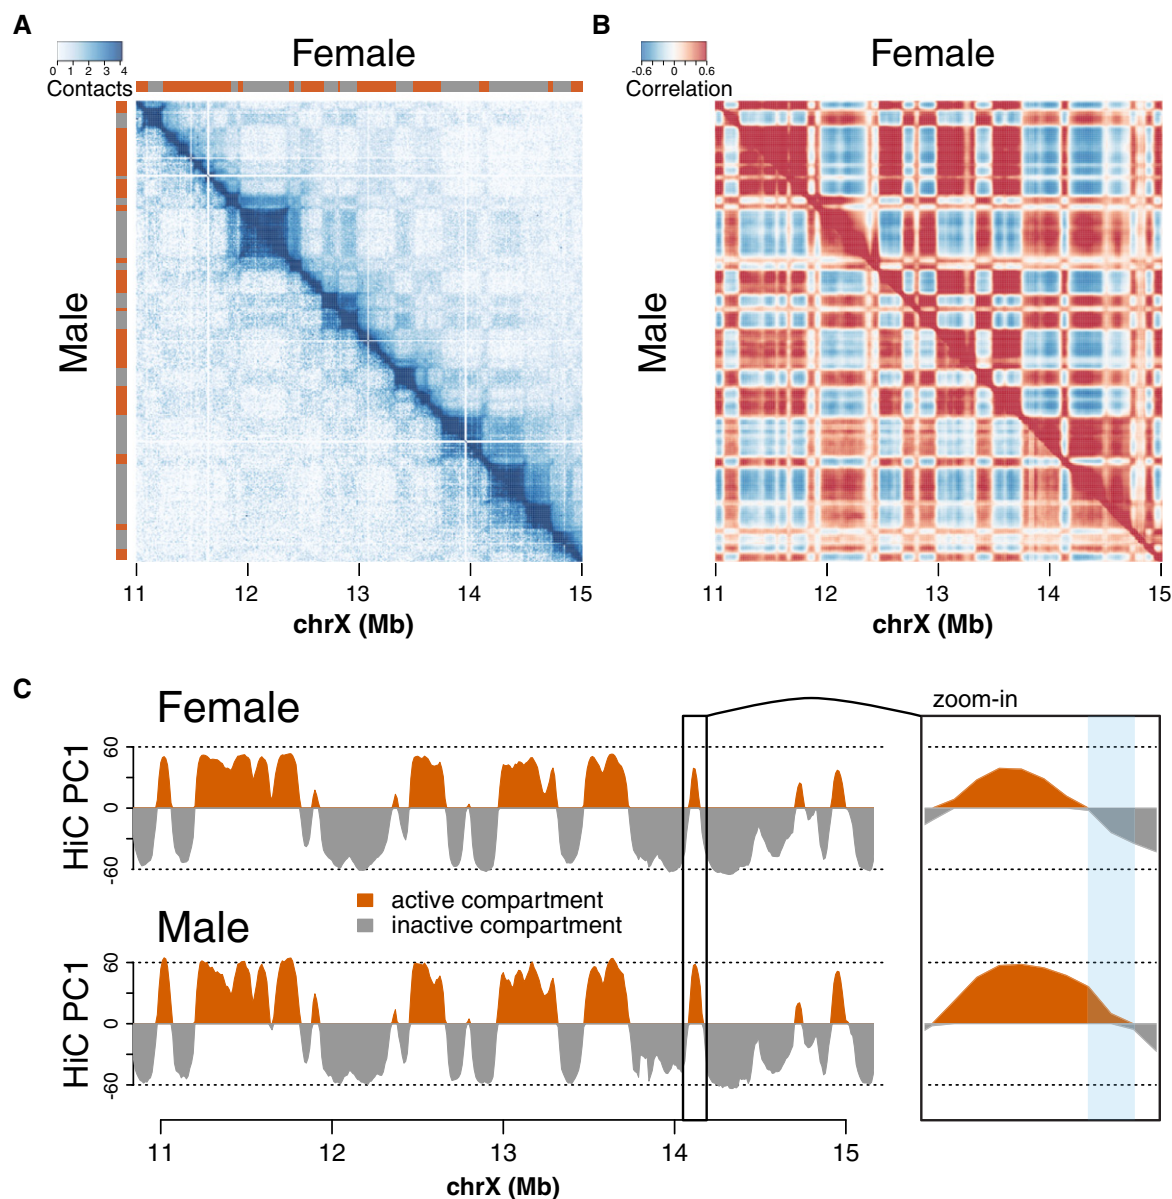 A
B
Female
Female
0 1 2 3 4
Contacts
-0.6 0 0.6
Correlation
Male
Male
11 12 13 14 15
chrX (Mb)
11 12 13 14 15
chrX (Mb)
C
Female
zoom-in
HiC PC1
60
0
-60
active compartment
inactive compartment
Male
HiC PC1
60
0
-60
11 12 13 14 15
chrX (Mb)